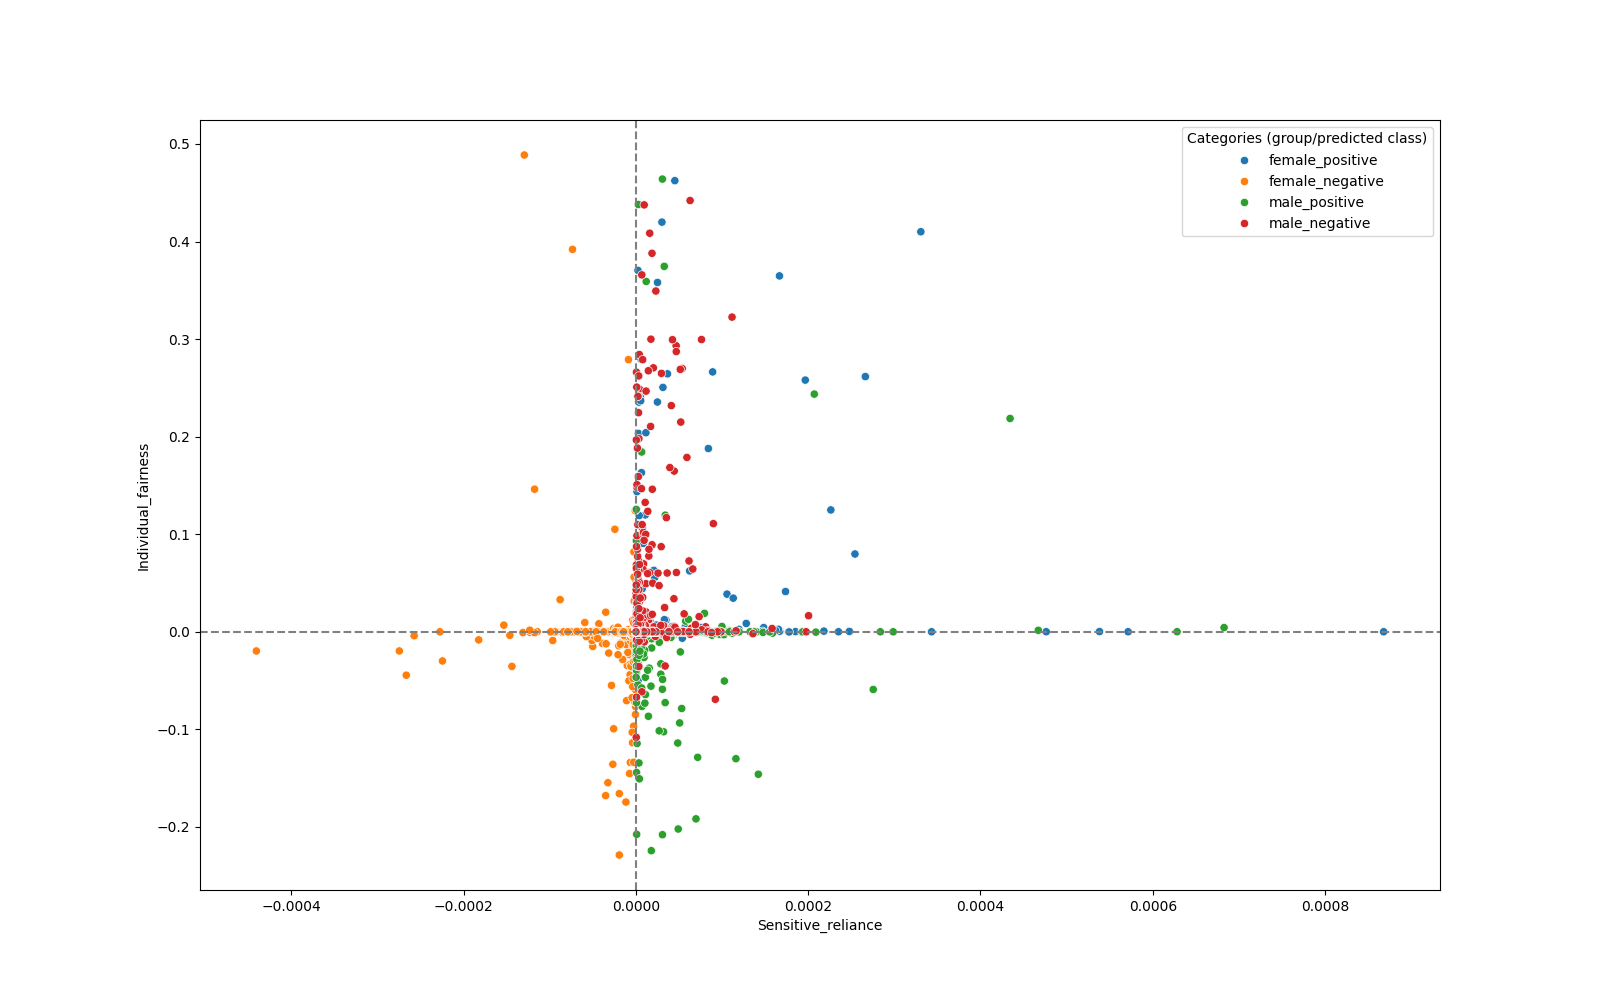 Categories (group/predicted class)
female_positive
female_negative
male_positive
male_negative
0.5
0.4
0.3
0.2
0.1
0.0
−0.1
−0.2
Individual_fairness
−0.0004
−0.0002
0.0000
0.0002
0.0004
0.0006
0.0008
Sensitive_reliance